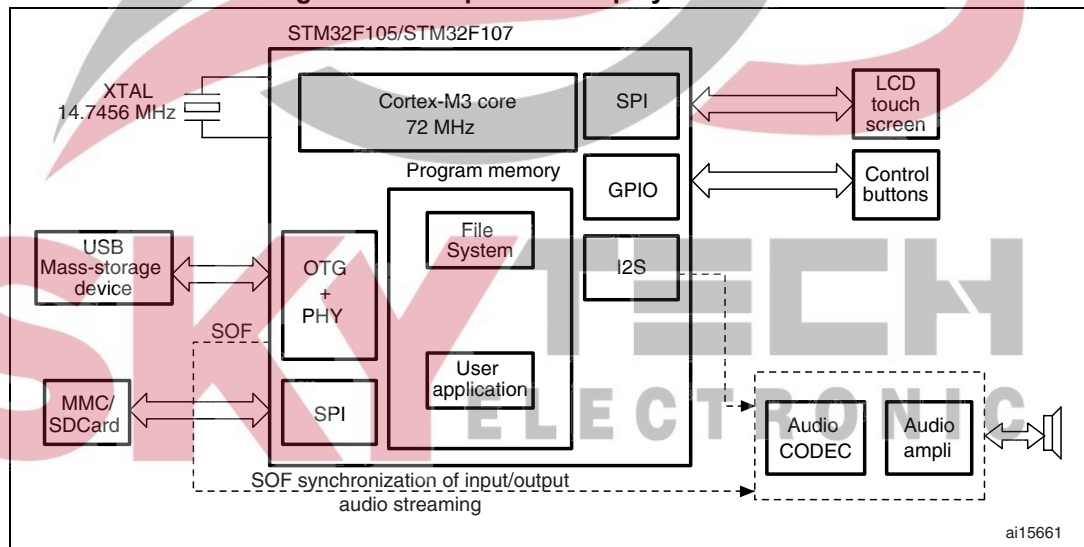 STM32F105/STM32F107
XTAL
14.7456 MHz
Cortex-M3 core
72 MHz
SPI
LCD
touch
screen
Program memory
GPIO
Control
buttons
File
System
USB
Mass-storage
device
OTG
+
PHY
I2S
SOF
User
application
MMC/
SDCard
SPI
Audio
CODEC
Audio
ampli
SOF synchronization of input/output
audio streaming
ai15661
SKYTECH
ELECTRONIC